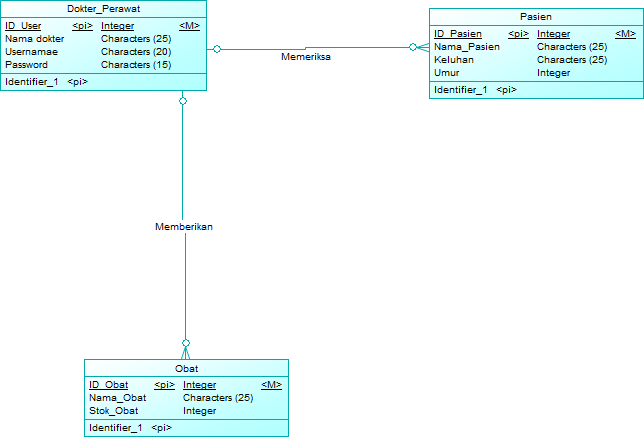 Dokter_Perawat
ID_User <pi> Integer <M>
Nama dokter Characters (25)
Usernamae Characters (20)
Password Characters (15)
Identifier_1 <pi>
Pasien
ID_Pasien <pi> Integer <M>
Nama_Pasien Characters (25)
Keluhan Characters (25)
Umur Integer
Identifier_1 <pi>
Memeriksa
Memberikan
Obat
ID_Obat <pi> Integer <M>
Nama_Obat Characters (25)
Stok_Obat Integer
Identifier_1 <pi>